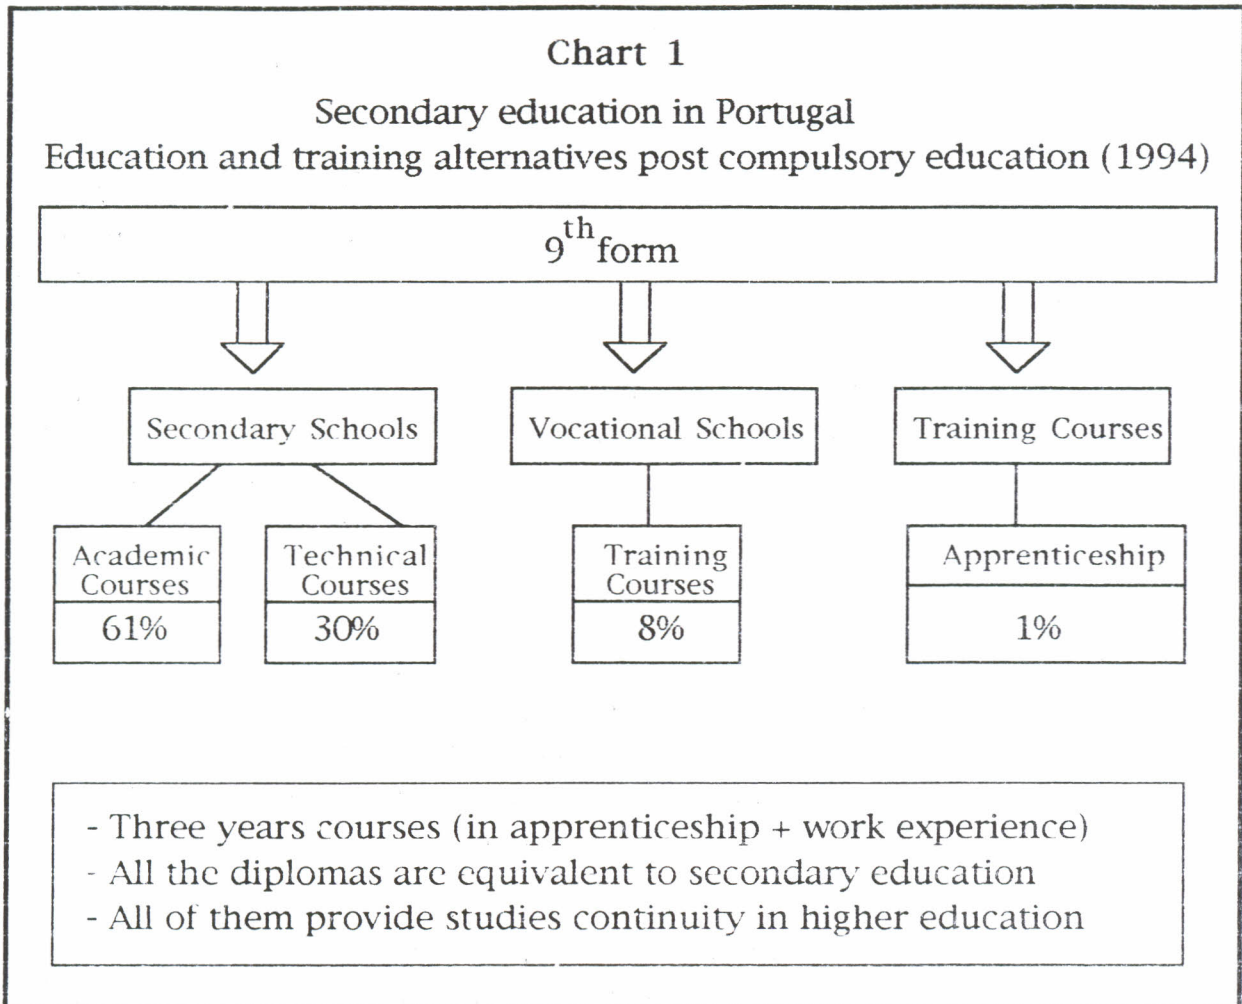 Chart 1
Secondary education in Portugal
Education and training alternatives post compulsory education (1994)
9th form
Secondary Schools
Vocational Schools
Training Courses
Academic
Courses
61%
Technical
Courses
30%
Training
Courses
8%
Apprenticeship
1%
- Three years courses (in apprenticeship + work experience)
- All the diplomas are equivalent to secondary education
- All of them provide studies continuity in higher education